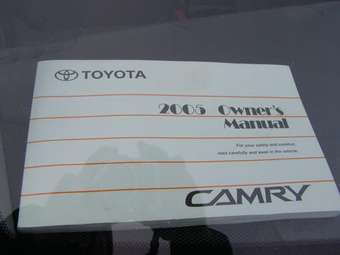 TOYOTA
2005 Owner's
Manual
For your safety and comfort,
read carefully and keep in the vehicle.
CAMRY